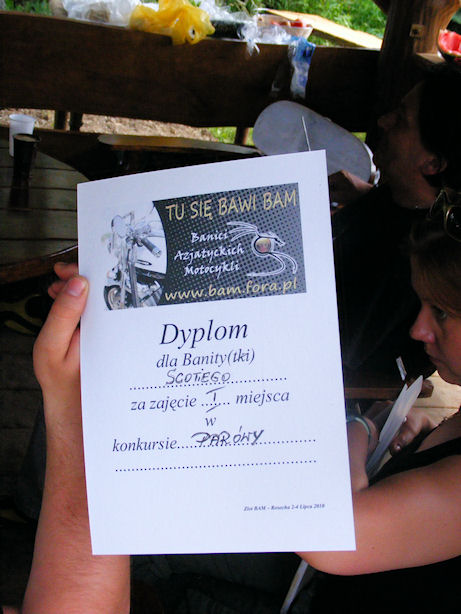 TU SIĘ BAWI BAM
Banici
Azjatyckich
Motocykli
www.bam.fora.pl
Dyplom
dla Banity(tki)
SCOTIEGO
za zajęcie ...I... miejsca
w
konkursie...PARÓWY
Zlot BAM - Rosocha 2-4 Lipca 2010